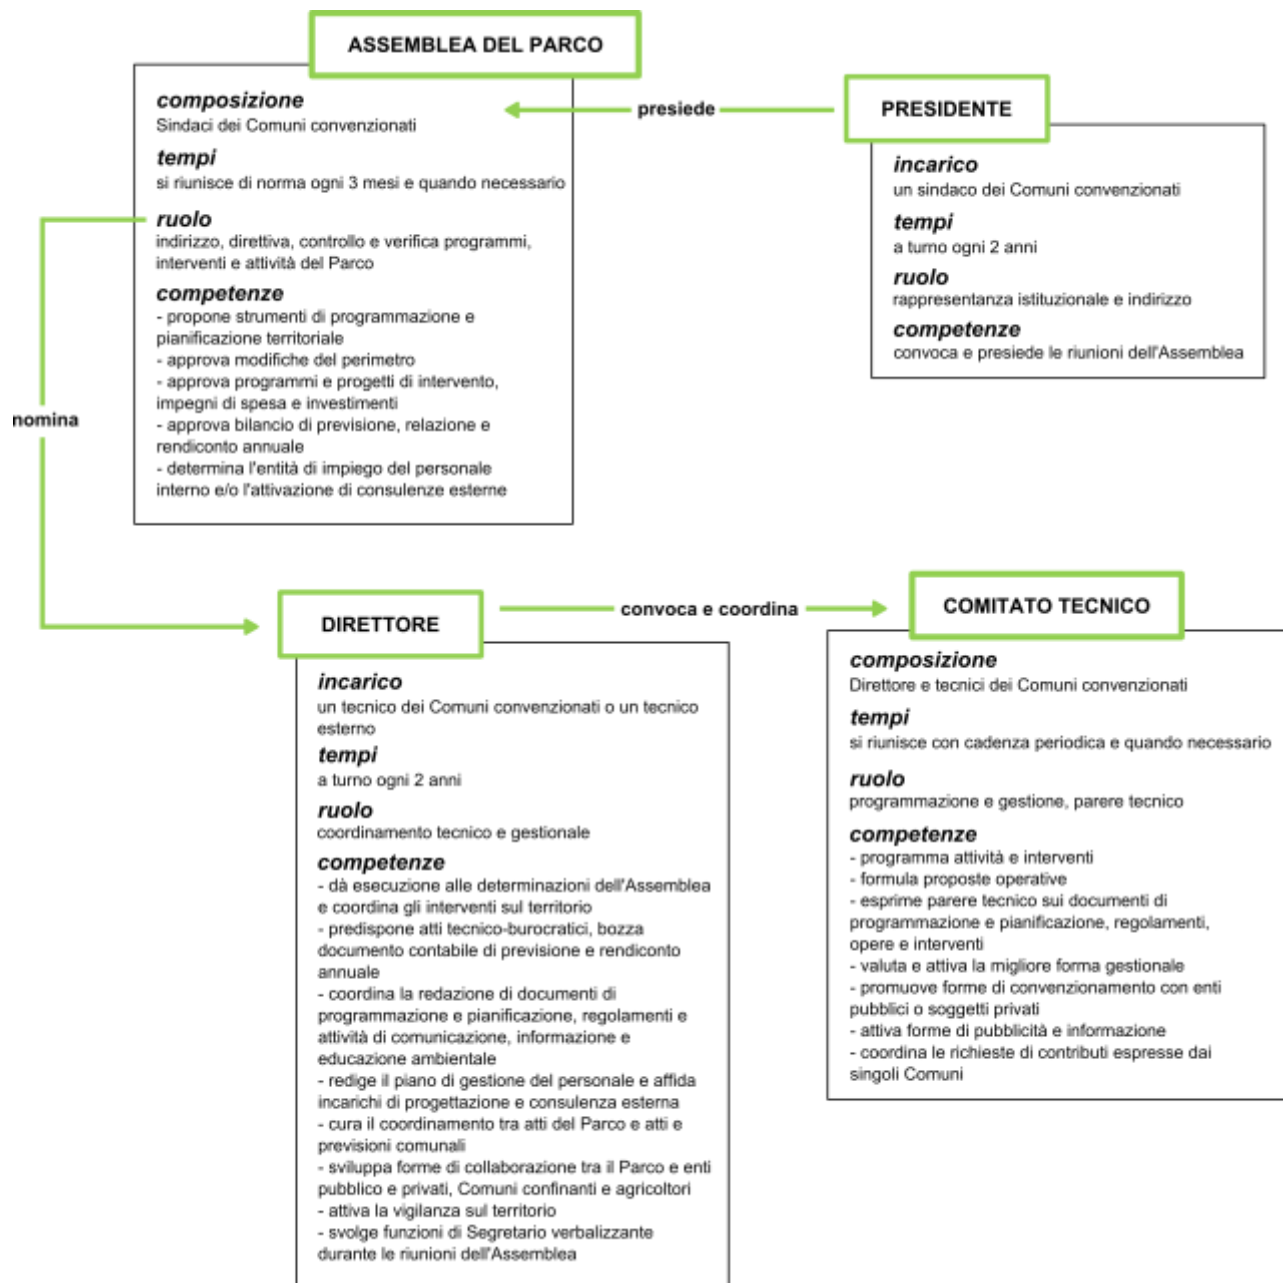 ASSEMBLEA DEL PARCO
composizione
Sindaci dei Comuni convenzionati
tempi
si riunisce di norma ogni 3 mesi e quando necessario
ruolo
indirizzo, direttiva, controllo e verifica programmi,
interventi e attività del Parco
competenze
- propone strumenti di programmazione e
pianificazione territoriale
- approva modifiche del perimetro
- approva programmi e progetti di intervento,
impegni di spesa e investimenti
- approva bilancio di previsione, relazione e
rendiconto annuale
- determina l'entità di impiego del personale
interno e/o l'attivazione di consulenze esterne
presiede
PRESIDENTE
incarico
un sindaco dei Comuni convenzionati
tempi
a turno ogni 2 anni
ruolo
rappresentanza istituzionale e indirizzo
competenze
convoca e presiede le riunioni dell'Assemblea
nomina
DIRETTORE
incarico
un tecnico dei Comuni convenzionati o un tecnico
esterno
tempi
a turno ogni 2 anni
ruolo
coordinamento tecnico e gestionale
competenze
- dà esecuzione alle determinazioni dell'Assemblea
e coordina gli interventi sul territorio
- predispone atti tecnico-burocratici, bozza
documento contabile di previsione e rendiconto
annuale
- coordina la redazione di documenti di
programmazione e pianificazione, regolamenti e
attività di comunicazione, informazione e
educazione ambientale
- redige il piano di gestione del personale e affida
incarichi di progettazione e consulenza esterna
- cura il coordinamento tra atti del Parco e atti e
previsioni comunali
- sviluppa forme di collaborazione tra il Parco e enti
pubblico e privati, Comuni confinanti e agricoltori
- attiva la vigilanza sul territorio
- svolge funzioni di Segretario verbalizzante
durante le riunioni dell'Assemblea
convoca e coordina
COMITATO TECNICO
composizione
Direttore e tecnici dei Comuni convenzionati
tempi
si riunisce con cadenza periodica e quando necessario
ruolo
programmazione e gestione, parere tecnico
competenze
- programma attività e interventi
- formula proposte operative
- esprime parere tecnico sui documenti di
programmazione e pianificazione, regolamenti,
opere e interventi
- valuta e attiva la migliore forma gestionale
- promuove forme di convenzionamento con enti
pubblici o soggetti privati
- attiva forme di pubblicità e informazione
- coordina le richieste di contributi espresse dai
singoli Comuni